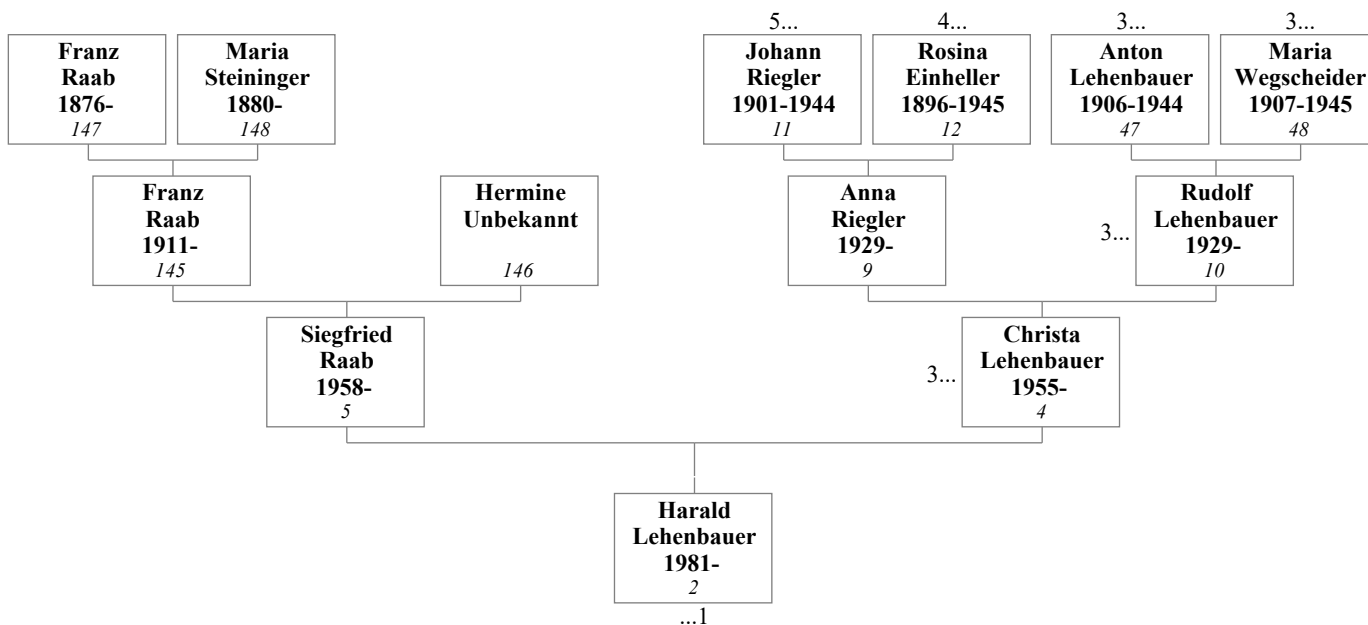 5...
4...
3...
3...
Franz
Raab
1876-
147
Maria
Steininger
1880-
148
Johann
Riegler
1901-1944
11
Rosina
Einheller
1896-1945
12
Anton
Lehenbauer
1906-1944
47
Maria
Wegscheider
1907-1945
48
Franz
Raab
1911-
145
Hermine
Unbekannt
146
Anna
Riegler
1929-
9
3...
Rudolf
Lehenbauer
1929-
10
Siegfried
Raab
1958-
5
3...
Christa
Lehenbauer
1955-
4
Harald
Lehenbauer
1981-
2
...1